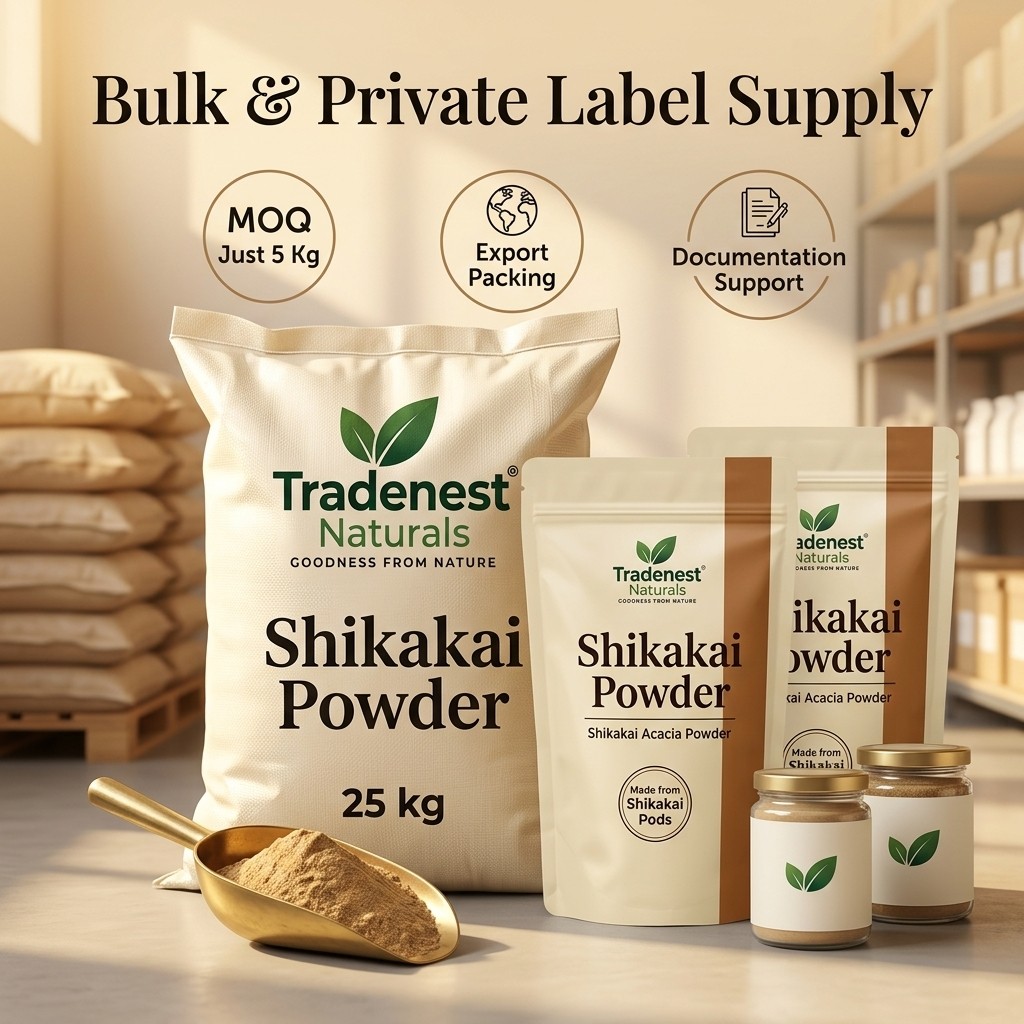 Bulk & Private Label Supply
MOQ
Just 5 Kg
Export
Packing
Documentation
Support
Tradenest®
Naturals
GOODNESS FROM NATURE
Shikakai
Powder
25 kg
Tradenest®
Naturals
GOODNESS FROM NATURE
Shikakai
Powder
Shikakai Acacia Powder
Made from
Shikakai
Pods
adenest®
Naturals
ikakai
owder
kai Acacia Powder
Made from
Shikakai